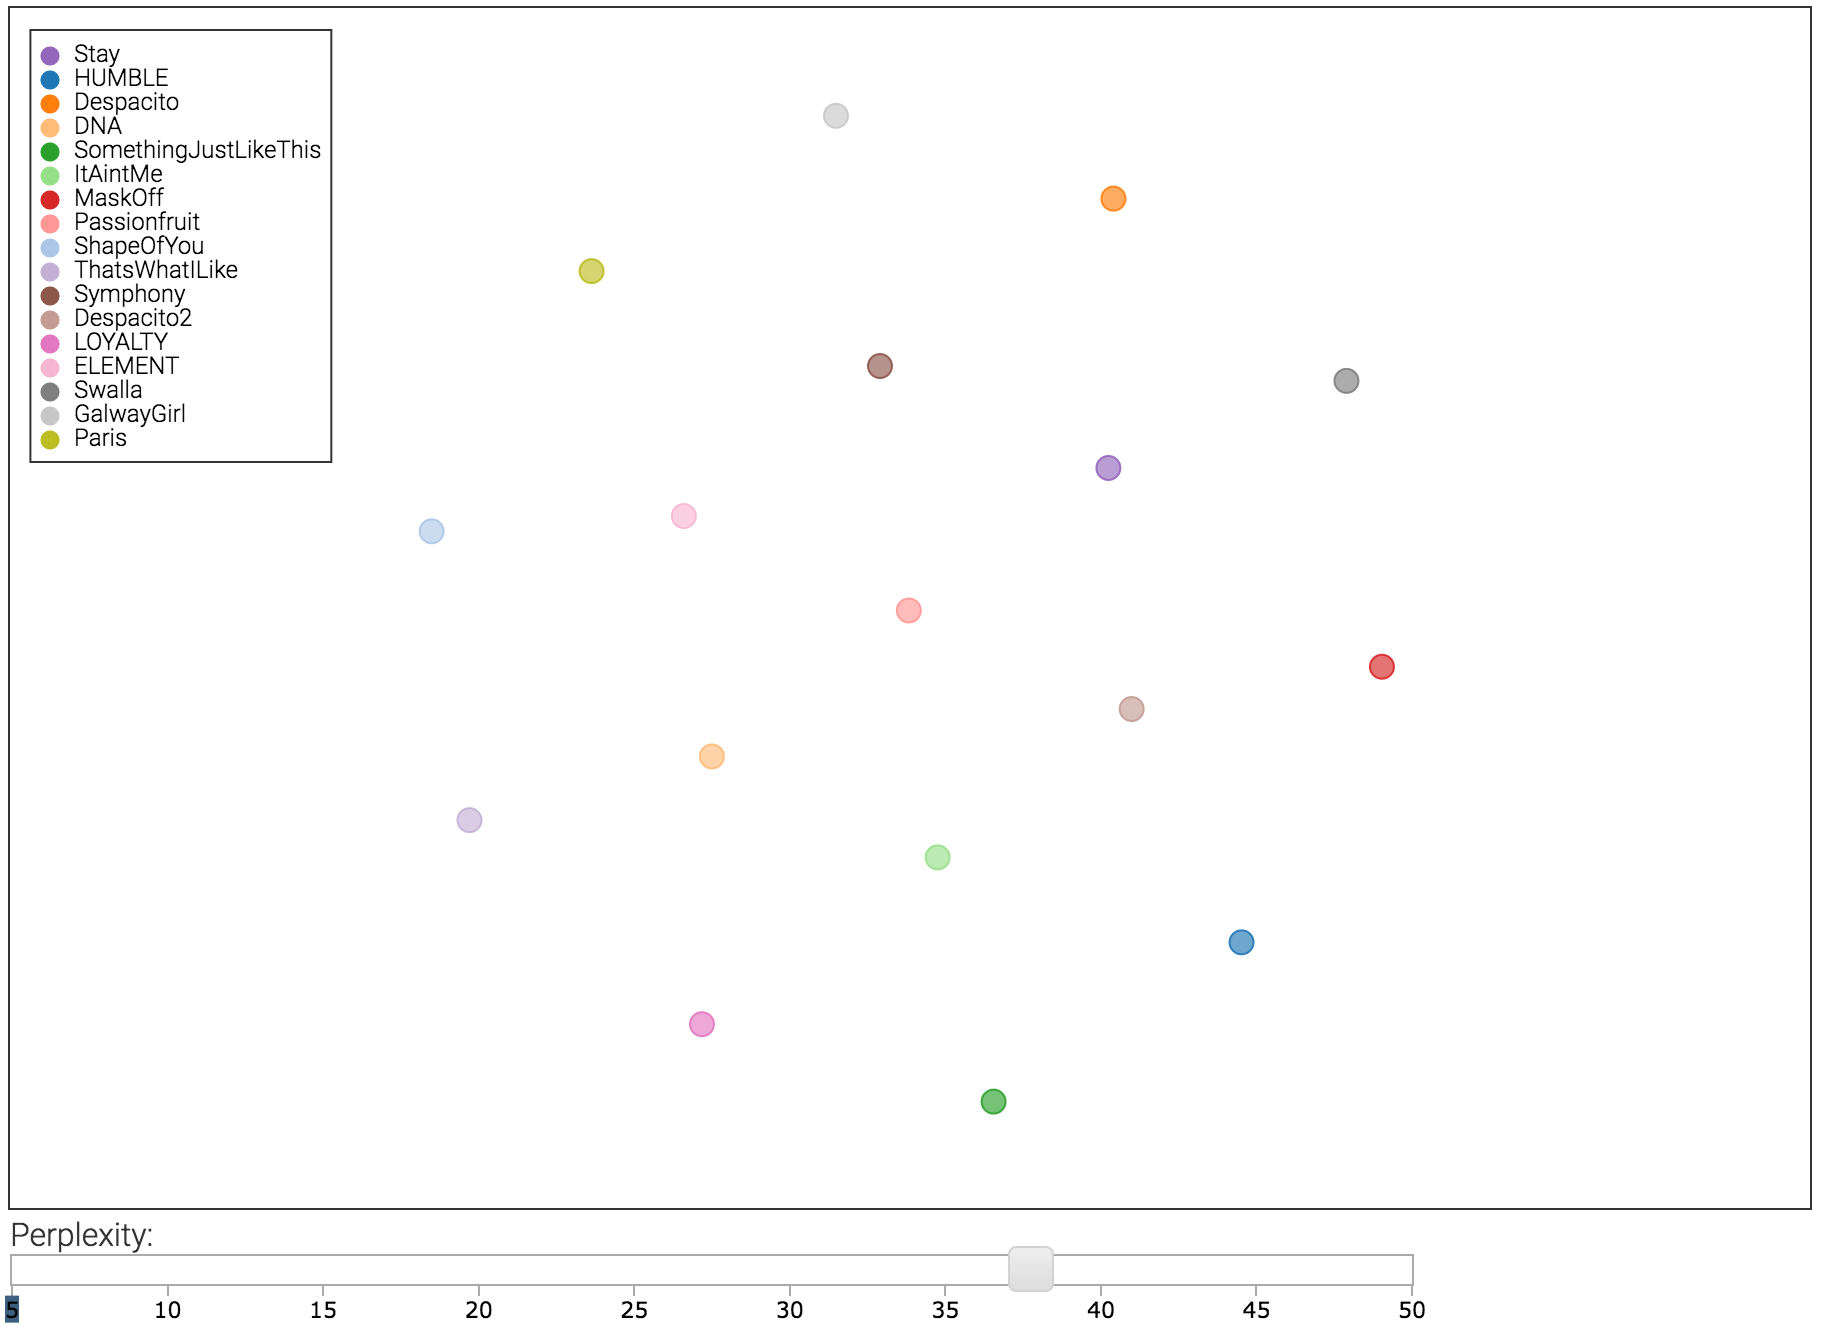 Stay
HUMBLE
Despacito
DNA
SomethingJustLikeThis
ItAintMe
MaskOff
Passionfruit
ShapeOfYou
ThatsWhatILike
Symphony
Despacito2
LOYALTY
ELEMENT
Swalla
GalwayGirl
Paris
Perplexity:
5 10 15 20 25 30 35 40 45 50